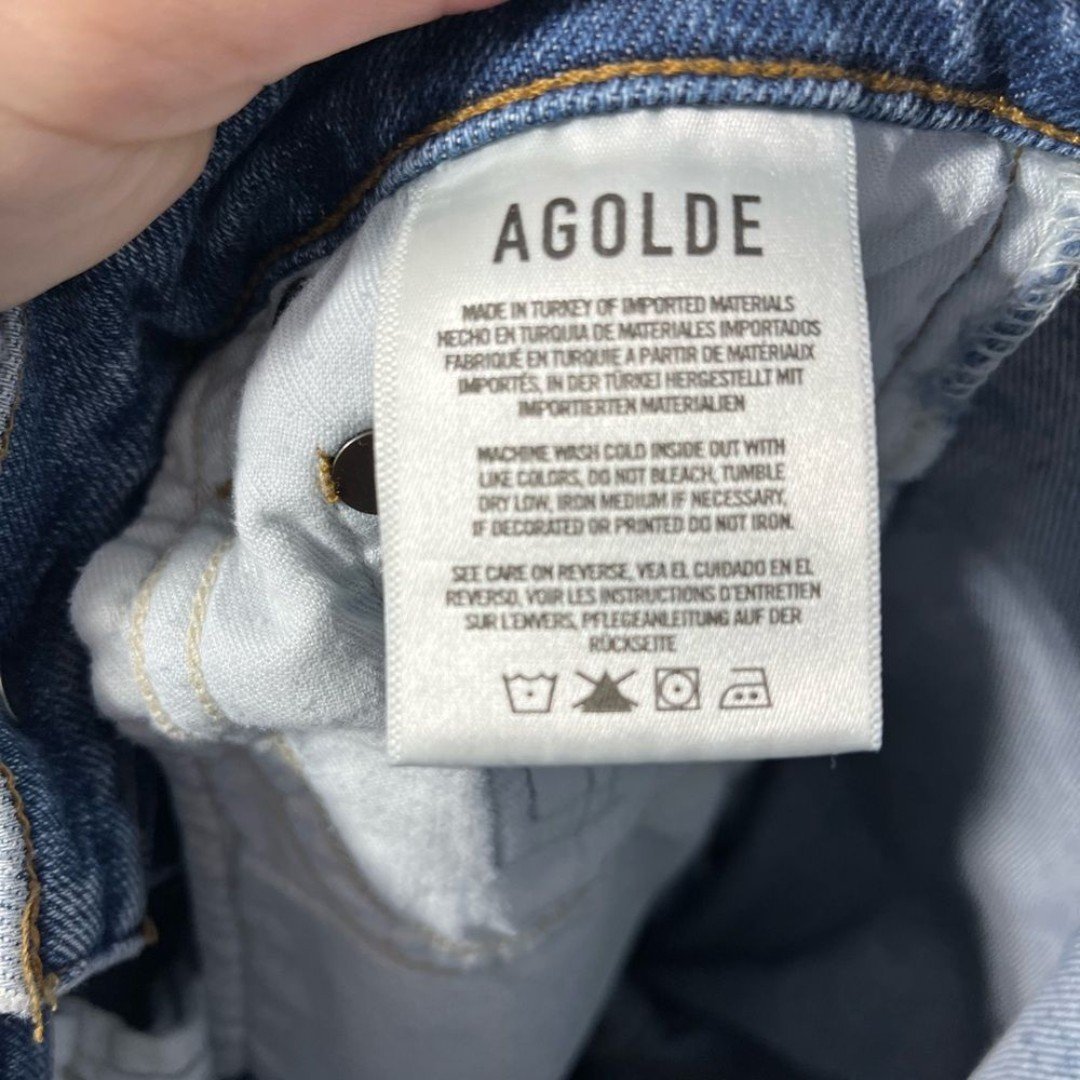 AGOLDE
MADE IN TURKEY OF IMPORTED MATERIALS
HECHO EN TURQUIA DE MATERIALES IMPORTADOS
FABRIQUÉ EN TURQUIE A PARTIR DE MATERIAUX
IMPORTÉS, IN DER TÜRKEI HERGESTELLT MIT
IMPORTIERTEN MATERIALIEN
MACHINE WASH COLD INSIDE OUT WITH
LIKE COLORS, DO NOT BLEACH, TUMBLE
DRY LOW, IRON MEDIUM IF NECESSARY,
IF DECORATED OR PRINTED DO NOT IRON.
SEE CARE ON REVERSE, VEA EL CUIDADO EN EL
REVERSO, VOIR LES INSTRUCTIONS D'ENTRETIEN
SUR L'ENVERS, PFLEGEANLEITUNG AUF DER
RÜCKSEITE